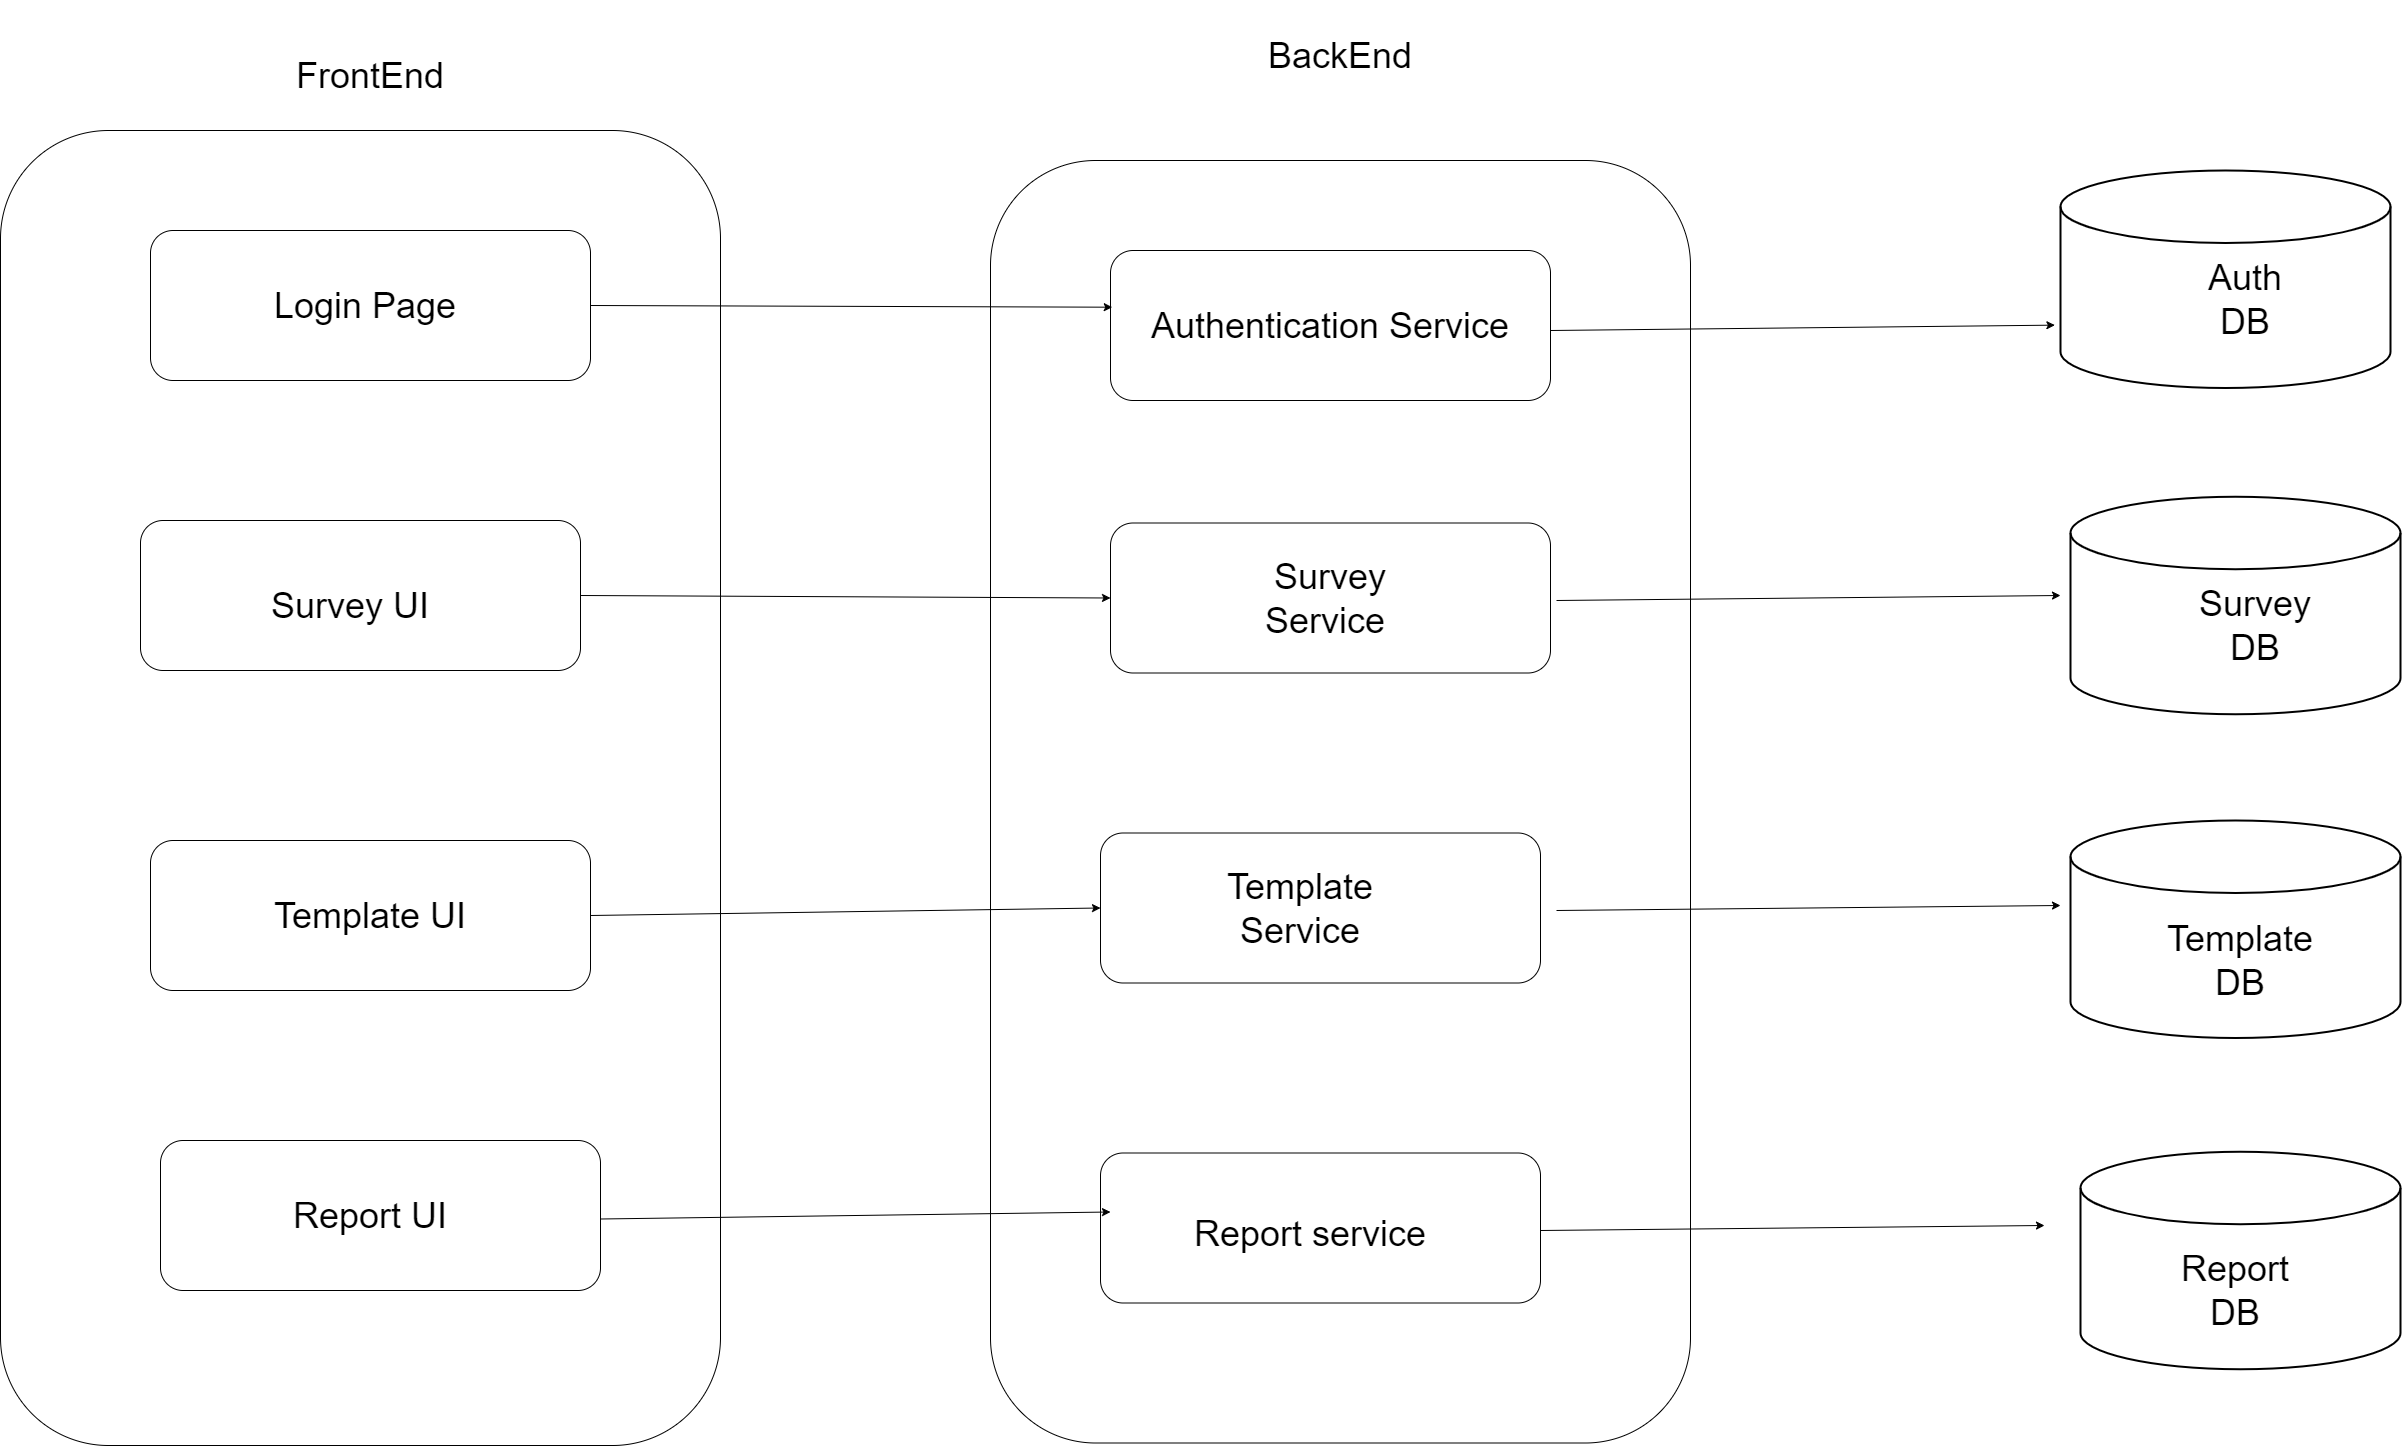 FrontEnd
BackEnd
Login Page
Authentication Service
Auth
DB
Survey UI
Survey
Service
Survey
DB
Template UI
Template
Service
Template
DB
Report UI
Report service
Report
DB